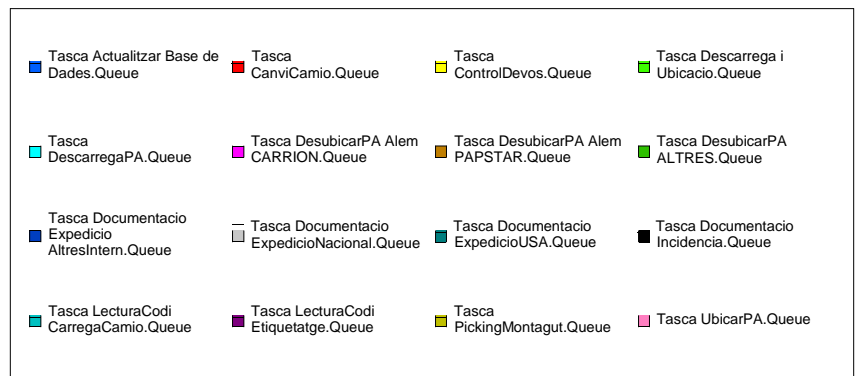 Tasca Actualitzar Base de
Dades.Queue
Tasca
CanviCamio.Queue
Tasca
ControlDevos.Queue
Tasca Descarrega i
Ubicacio.Queue
Tasca
DescarregaPA.Queue
Tasca DesubicarPA Alem
CARRION.Queue
Tasca DesubicarPA Alem
PAPSTAR.Queue
Tasca DesubicarPA
ALTRES.Queue
Tasca Documentacio
Expedicio
AltresIntern.Queue
Tasca Documentacio
ExpedicioNacional.Queue
Tasca Documentacio
ExpedicioUSA.Queue
Tasca Documentacio
Incidencia.Queue
Tasca LecturaCodi
CarregaCamio.Queue
Tasca LecturaCodi
Etiquetatge.Queue
Tasca
PickingMontagut.Queue
Tasca UbicarPA.Queue